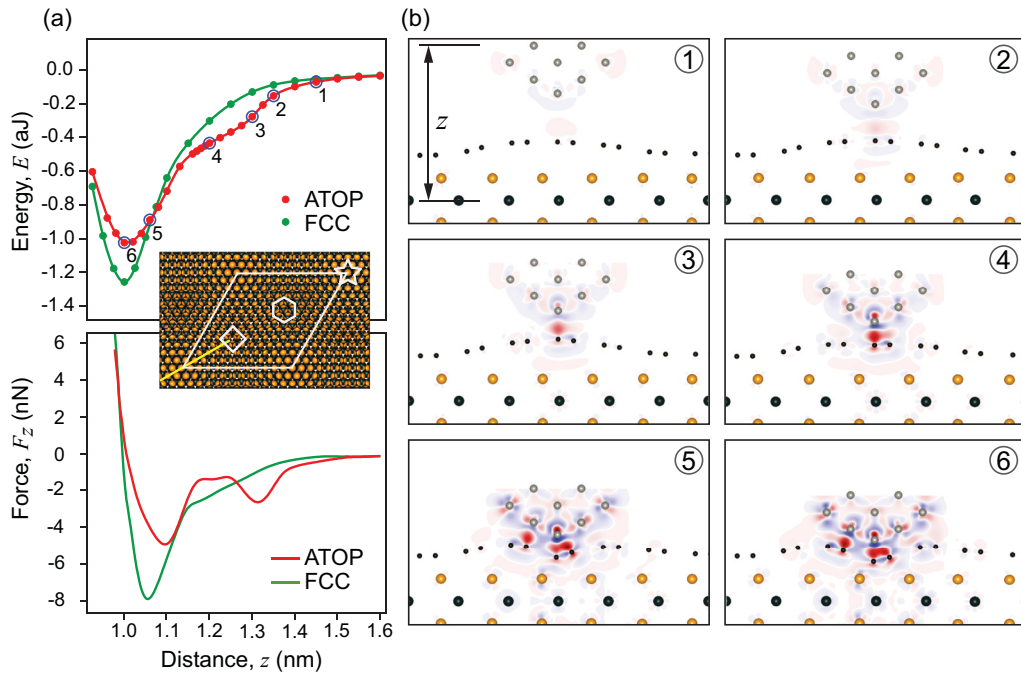 (a)
(b)
Energy, E (aJ)
0.0
-0.2
-0.4
-0.6
-0.8
-1.0
-1.2
-1.4
1
2
3
4
5
6
ATOP
FCC
Force, F_z (nN)
6
4
2
0
-2
-4
-6
-8
ATOP
FCC
1.0 1.1 1.2 1.3 1.4 1.5 1.6
Distance, z (nm)
z
①
②
③
④
⑤
⑥